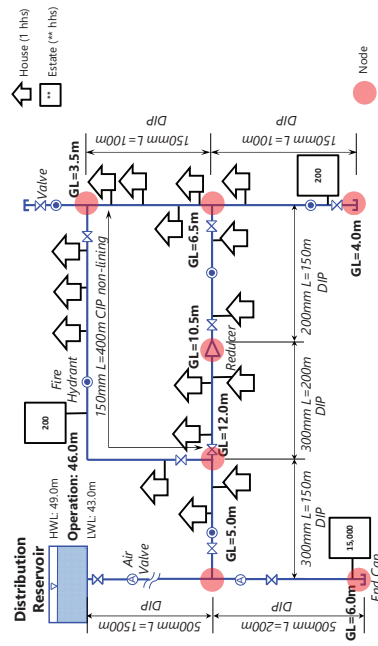 House (1 hhs)
**
Estate (** hhs)
Node
Distribution
Reservoir
HWL: 49.0m
Operation: 46.0m
LWL: 43.0m
Air
Valve
500mm L=1500m
DIP
500mm L=200m
DIP
GL=5.0m
GL=6.0m
End Cap
15,000
300mm L=150m
DIP
GL=12.0m
300mm L=200m
DIP
GL=10.5m
Reducer
200mm L=150m
DIP
200
Fire
Hydrant
150mm L=400m CIP non-lining
Valve
GL=3.5m
150mm L=100m
DIP
GL=6.5m
150mm L=100m
DIP
200
GL=4.0m